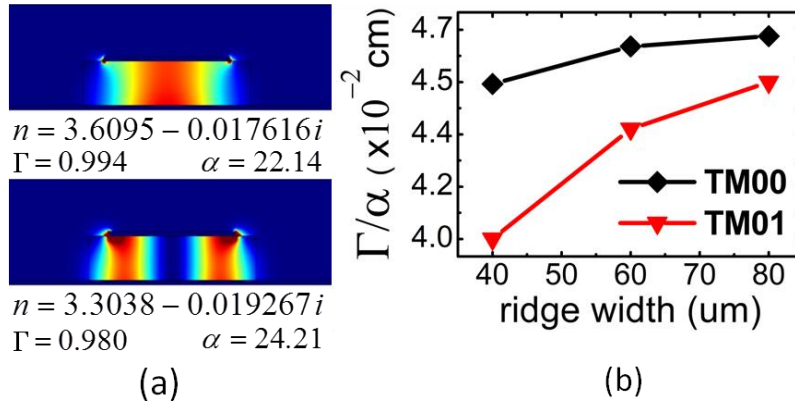 n = 3.6095 − 0.017616i
Γ = 0.994 α = 22.14
n = 3.3038 − 0.019267i
Γ = 0.980 α = 24.21
(a)
Γ/α (x10⁻² cm)
4.7
4.5
4.4
4.2
4.0
TM00
TM01
40 50 60 70 80
ridge width (um)
(b)